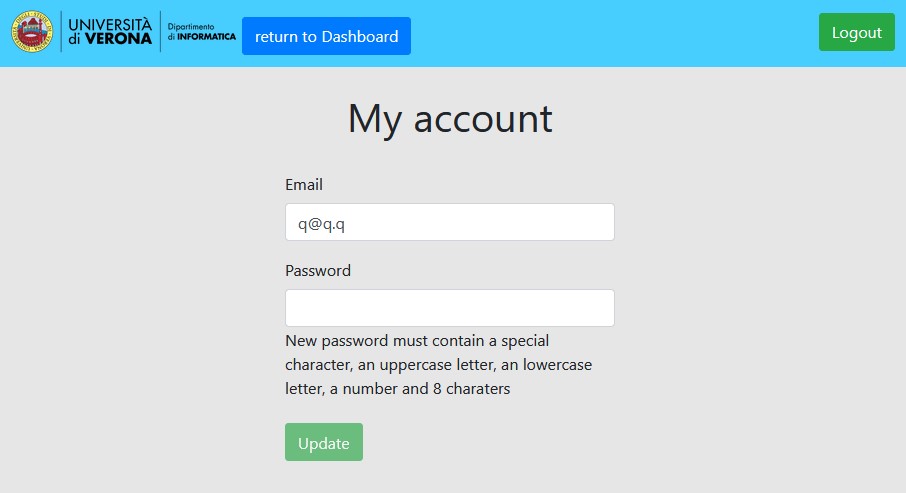 UNIVERSITÀ
di VERONA
Dipartimento
di INFORMATICA
return to Dashboard
Logout
My account
Email
q@q.q
Password
New password must contain a special
character, an uppercase letter, an lowercase
letter, a number and 8 charaters
Update